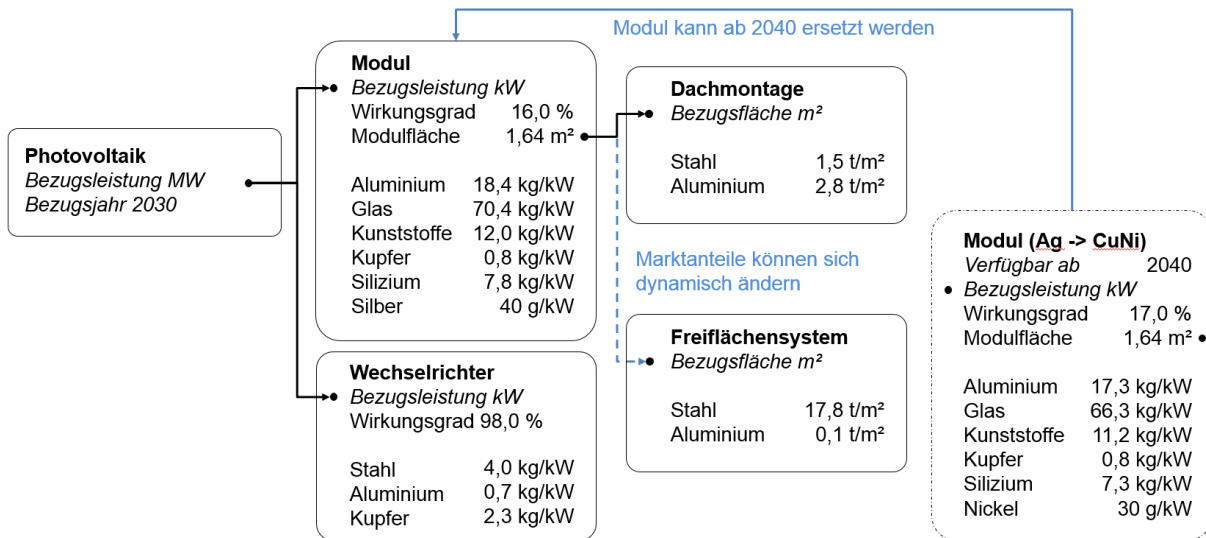 Modul kann ab 2040 ersetzt werden
Photovoltaik
Bezugsleistung MW
Bezugsjahr 2030
Modul
Bezugsleistung kW
Wirkungsgrad 16,0 %
Modulfläche 1,64 m²
Aluminium 18,4 kg/kW
Glas 70,4 kg/kW
Kunststoffe 12,0 kg/kW
Kupfer 0,8 kg/kW
Silizium 7,8 kg/kW
Silber 40 g/kW
Wechselrichter
Bezugsleistung kW
Wirkungsgrad 98,0 %
Stahl 4,0 kg/kW
Aluminium 0,7 kg/kW
Kupfer 2,3 kg/kW
Dachmontage
Bezugsfläche m²
Stahl 1,5 t/m²
Aluminium 2,8 t/m²
Marktanteile können sich
dynamisch ändern
Freiflächensystem
Bezugsfläche m²
Stahl 17,8 t/m²
Aluminium 0,1 t/m²
Modul (Ag -> CuNi)
Verfügbar ab 2040
Bezugsleistung kW
Wirkungsgrad 17,0 %
Modulfläche 1,64 m²
Aluminium 17,3 kg/kW
Glas 66,3 kg/kW
Kunststoffe 11,2 kg/kW
Kupfer 0,8 kg/kW
Silizium 7,3 kg/kW
Nickel 30 g/kW